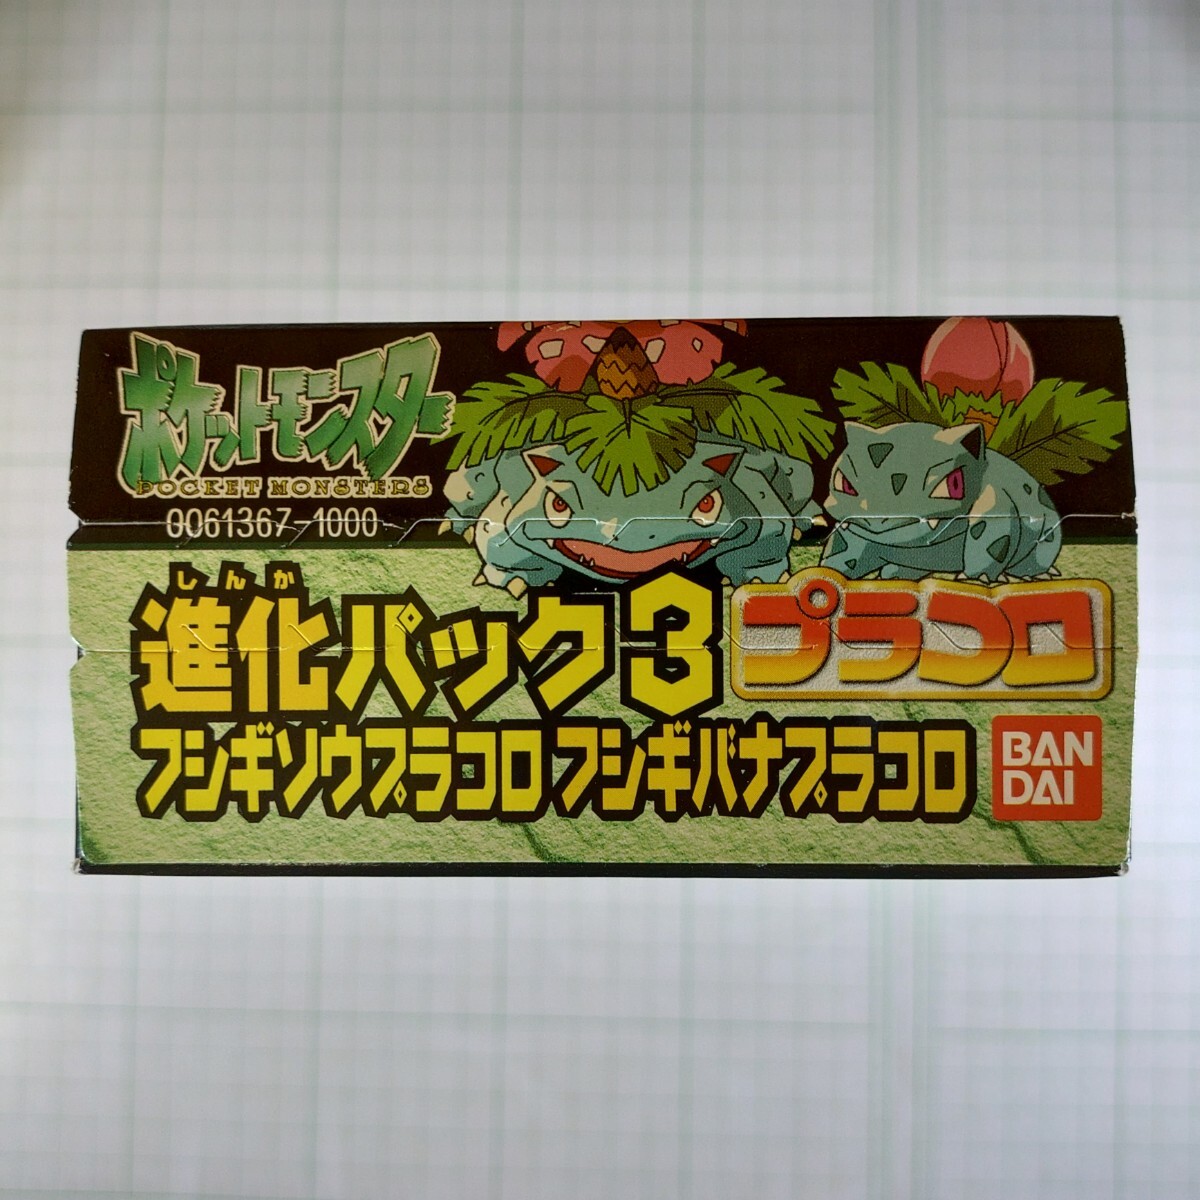 ポケットモンスター
POCKET MONSTERS
0061367-1000
しんか
進化パック3
プラコロ
フシギソウプラコロ フシギバナプラコロ
BAN
DAI